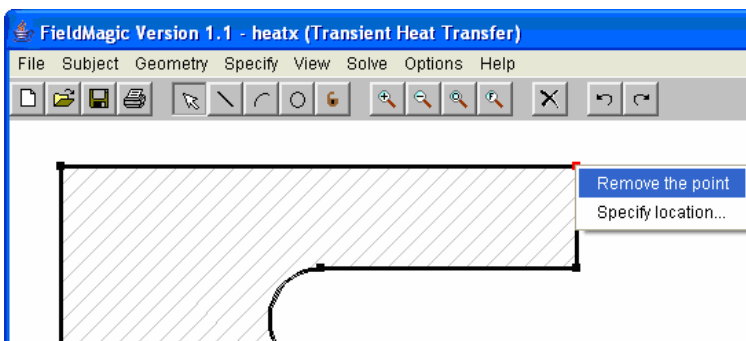 FieldMagic Version 1.1 - heatx (Transient Heat Transfer)
File Subject Geometry Specify View Solve Options Help
Remove the point
Specify location...